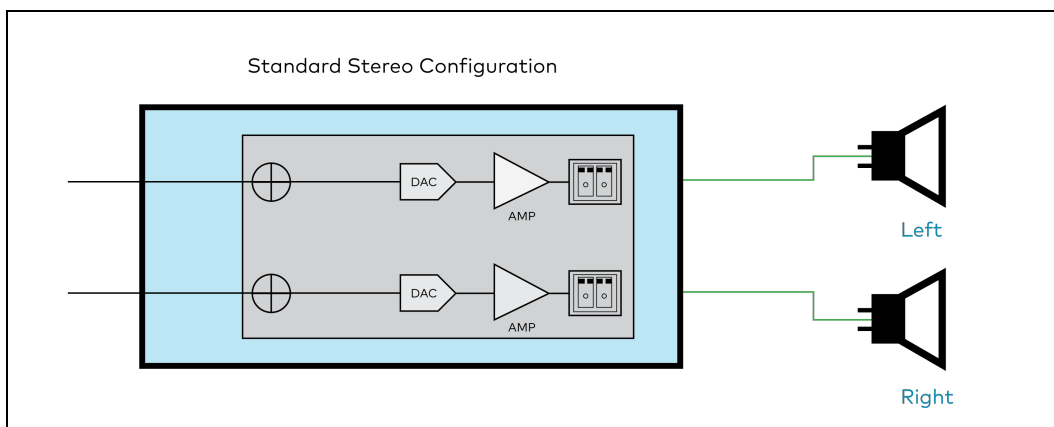 Standard Stereo Configuration
DAC
AMP
Left
DAC
AMP
Right